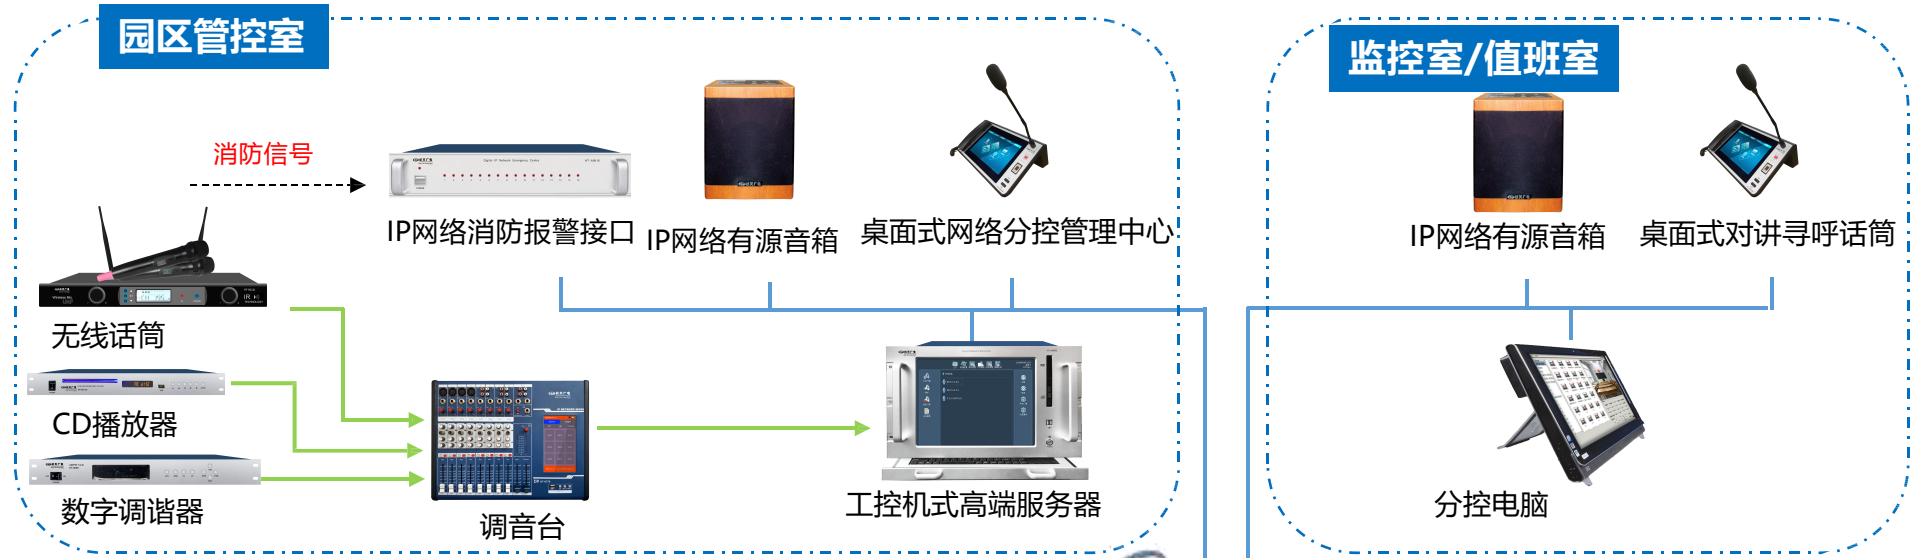 园区管控室
监控室/值班室
消防信号
IP网络消防报警接口
IP网络有源音箱
桌面式网络分控管理中心
IP网络有源音箱
桌面式对讲寻呼话筒
无线话筒
CD播放器
数字调谐器
调音台
工控机式高端服务器
分控电脑